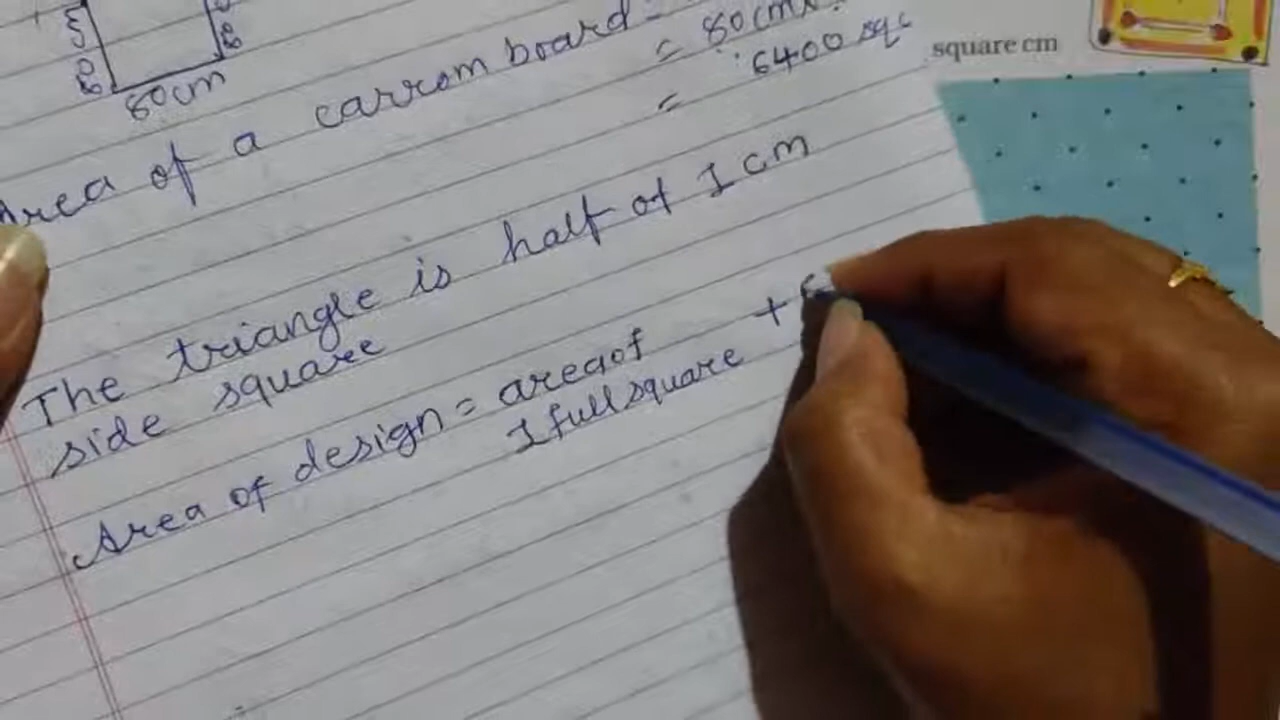 80cm
Area of a carrom board =
= 80cmx
= 6400 sq
square cm
The triangle is half of 1 cm
side square
Area of design = area of +
1 full square